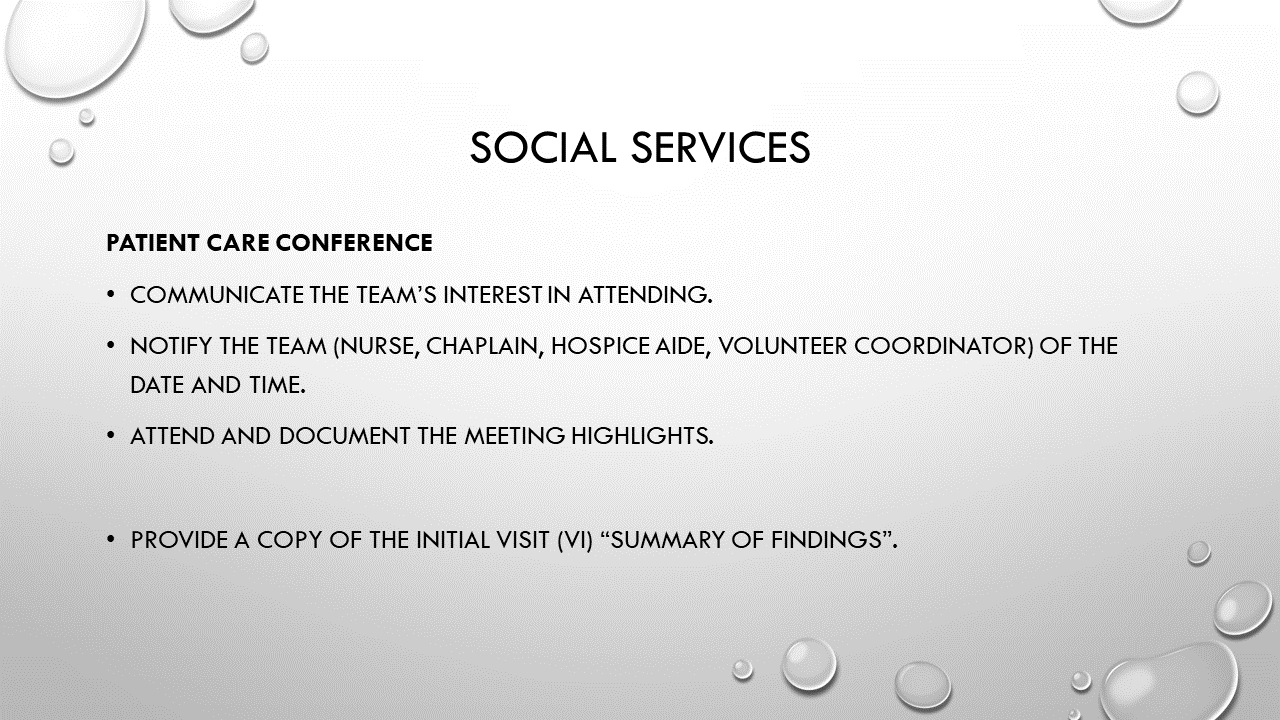 SOCIAL SERVICES
PATIENT CARE CONFERENCE
• COMMUNICATE THE TEAM’S INTEREST IN ATTENDING.
• NOTIFY THE TEAM (NURSE, CHAPLAIN, HOSPICE AIDE, VOLUNTEER COORDINATOR) OF THE
DATE AND TIME.
• ATTEND AND DOCUMENT THE MEETING HIGHLIGHTS.
• PROVIDE A COPY OF THE INITIAL VISIT (VI) “SUMMARY OF FINDINGS”.